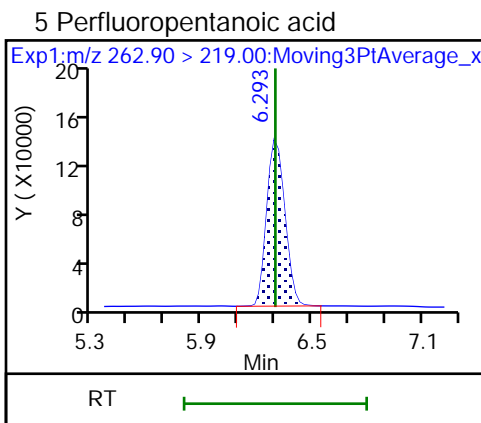 5 Perfluoropentanoic acid
Exp1:m/z 262.90 > 219.00:Moving3PtAverage_x
20
16
12
8
4
0
Y ( X10000)
6.293
5.3 5.9 6.5 7.1
Min
RT